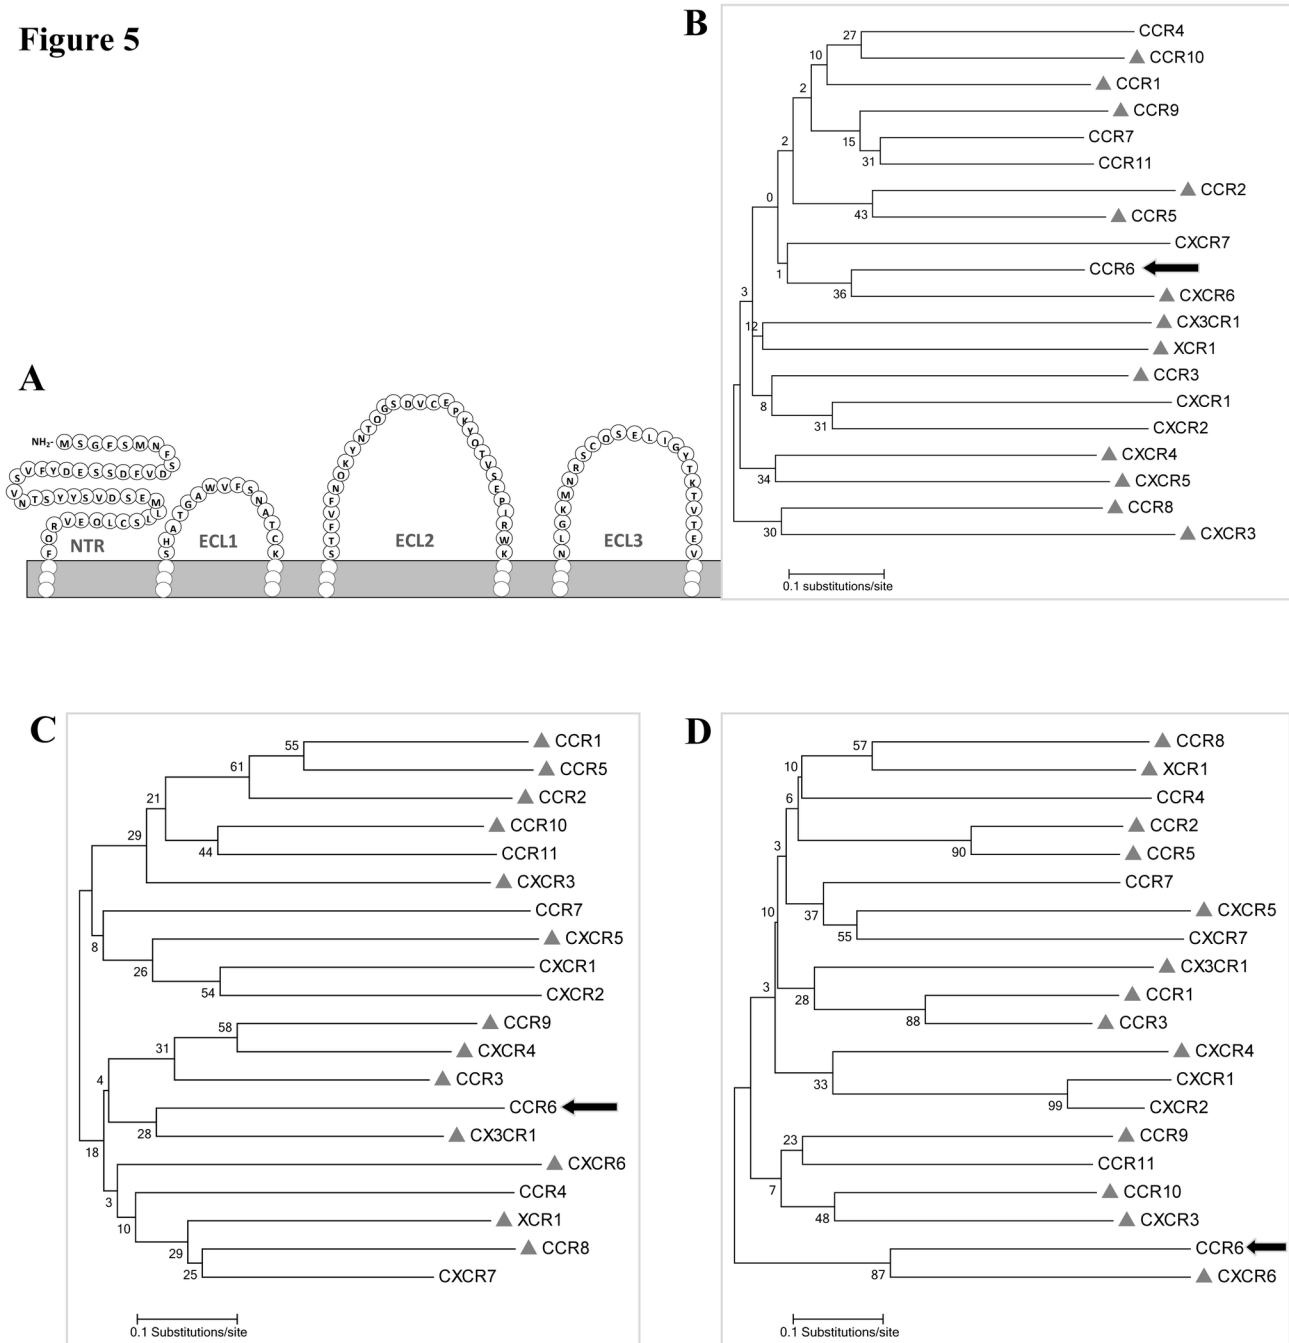 Figure 5
A
NH₂- M S G F S M N F S
S V F Y D E S S D F V D
V N T S Y Y S V D S E M
R V E Q L C S L L
Q F
NTR
S H A T G A W V F S N A T C K
ECL1
S T F V F N Q K Y N T Q G S D V C E P K Y Q T V S E P I R W K
ECL2
N L G K M N R S C Q S E L I G Y T K T V T E V
ECL3
B
CCR4
27
10
CCR10
CCR1
2
CCR9
15
CCR7
31
CCR11
2
CCR2
43
CCR5
0
CXCR7
1
CCR6
36
CXCR6
3
CX3CR1
12
XCR1
CCR3
8
CXCR1
31
CXCR2
CXCR4
34
CXCR5
CCR8
30
CXCR3
0.1 substitutions/site
C
55
CCR1
61
CCR5
CCR2
21
CCR10
29
44
CCR11
CXCR3
CCR7
8
CXCR5
26
CXCR1
54
CXCR2
58
CCR9
31
CXCR4
4
CCR3
CCR6
28
CX3CR1
18
CXCR6
3
CCR4
10
XCR1
29
CCR8
25
CXCR7
0.1 Substitutions/site
D
57
CCR8
10
XCR1
6
CCR4
CCR2
3
90
CCR5
CCR7
10
37
CXCR5
55
CXCR7
CX3CR1
3
28
CCR1
88
CCR3
CXCR4
33
CXCR1
99
CXCR2
23
CCR9
CCR11
7
CCR10
48
CXCR3
CCR6
87
CXCR6
0.1 Substitutions/site